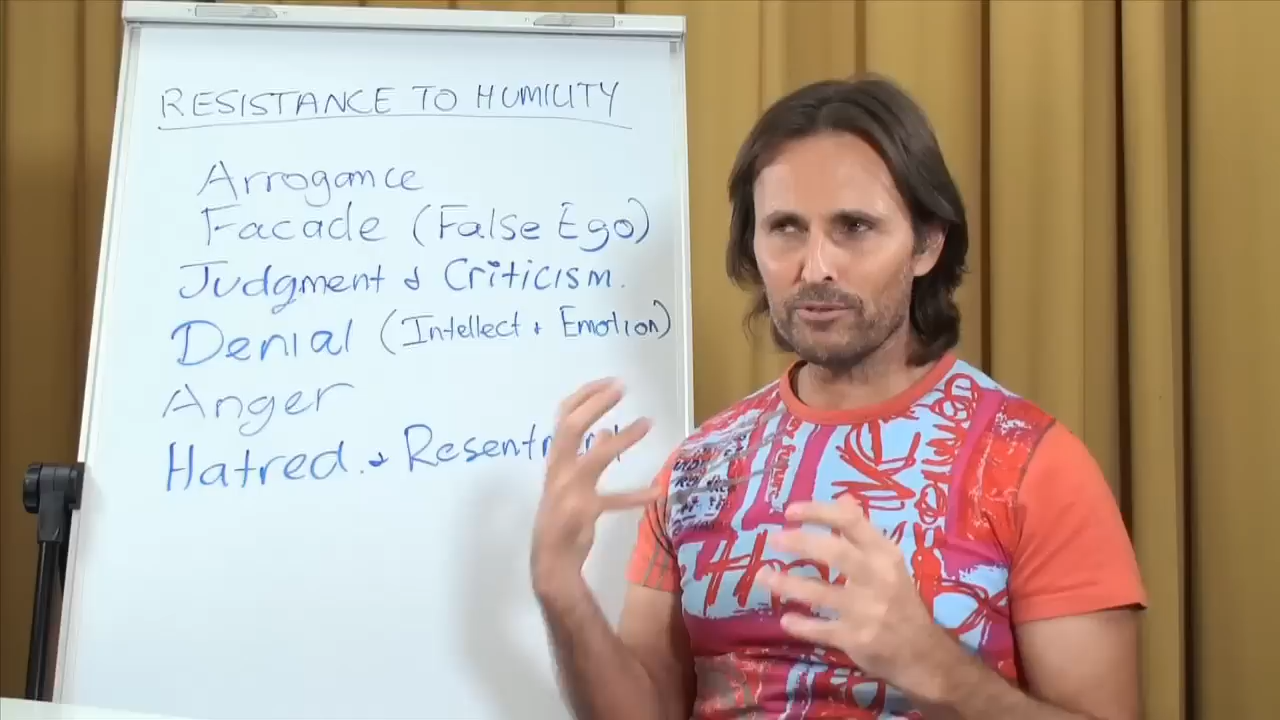 RESISTANCE TO HUMILITY
Arrogance
Facade (False Ego)
Judgment & Criticism.
Denial (Intellect + Emotion)
Anger
Hatred. &